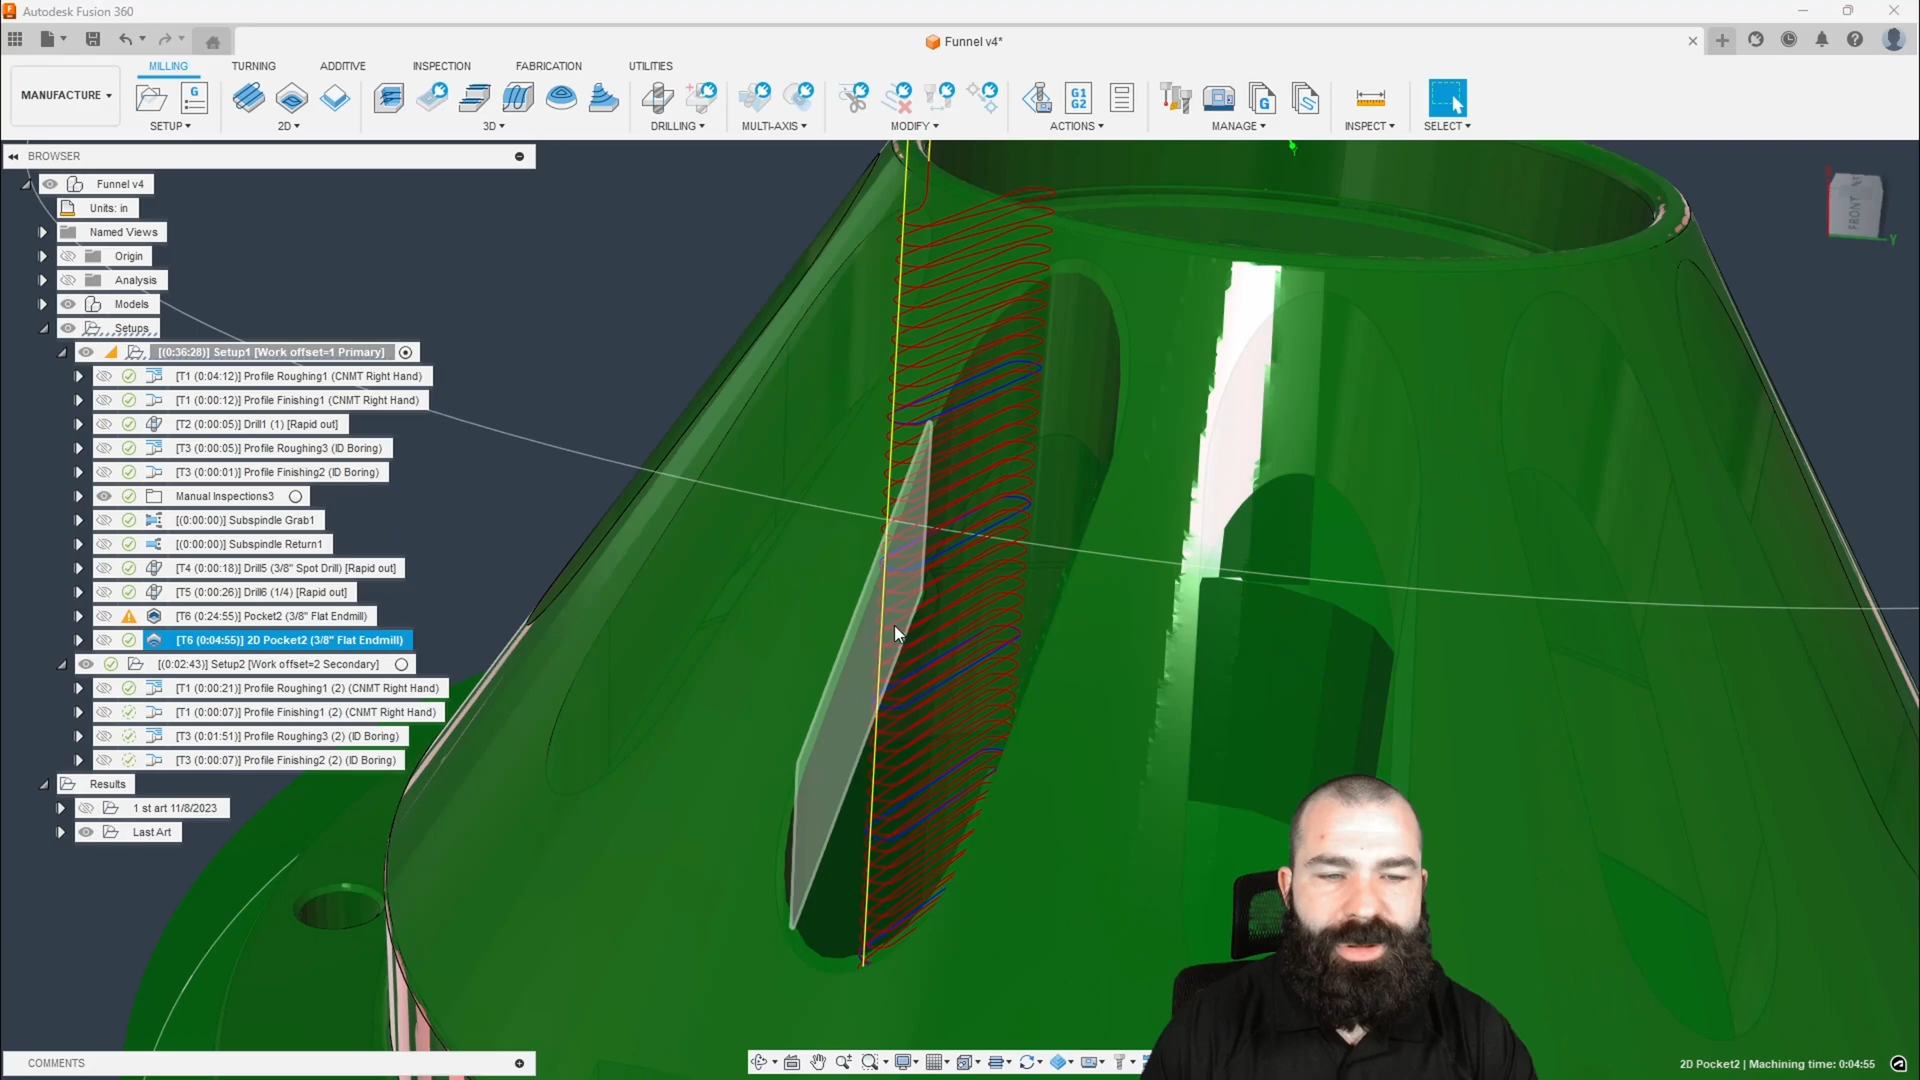 Autodesk Fusion 360
Funnel v4*
MANUFACTURE
MILLING
TURNING
ADDITIVE
INSPECTION
FABRICATION
UTILITIES
SETUP
2D
3D
DRILLING
MULTI-AXIS
MODIFY
ACTIONS
MANAGE
INSPECT
SELECT
G
G1
G2
G
BROWSER
Funnel v4
Units: in
Named Views
Origin
Analysis
Models
Setups
[(0:36:28)] Setup1 [Work offset=1 Primary]
[T1 (0:04:12)] Profile Roughing1 (CNMT Right Hand)
[T1 (0:00:12)] Profile Finishing1 (CNMT Right Hand)
[T2 (0:00:05)] Drill1 (1) [Rapid out]
[T3 (0:00:05)] Profile Roughing3 (ID Boring)
[T3 (0:00:01)] Profile Finishing2 (ID Boring)
Manual Inspections3
[(0:00:00)] Subspindle Grab1
[(0:00:00)] Subspindle Return1
[T4 (0:00:18)] Drill5 (3/8" Spot Drill) [Rapid out]
[T5 (0:00:26)] Drill6 (1/4) [Rapid out]
[T6 (0:24:55)] Pocket2 (3/8" Flat Endmill)
[T6 (0:04:55)] 2D Pocket2 (3/8" Flat Endmill)
[(0:02:43)] Setup2 [Work offset=2 Secondary]
[T1 (0:00:21)] Profile Roughing1 (2) (CNMT Right Hand)
[T1 (0:00:07)] Profile Finishing1 (2) (CNMT Right Hand)
[T3 (0:01:51)] Profile Roughing3 (2) (ID Boring)
[T3 (0:00:07)] Profile Finishing2 (2) (ID Boring)
Results
1 st art 11/8/2023
Last Art
FRONT
Y
COMMENTS
2D Pocket2 | Machining time: 0:04:55